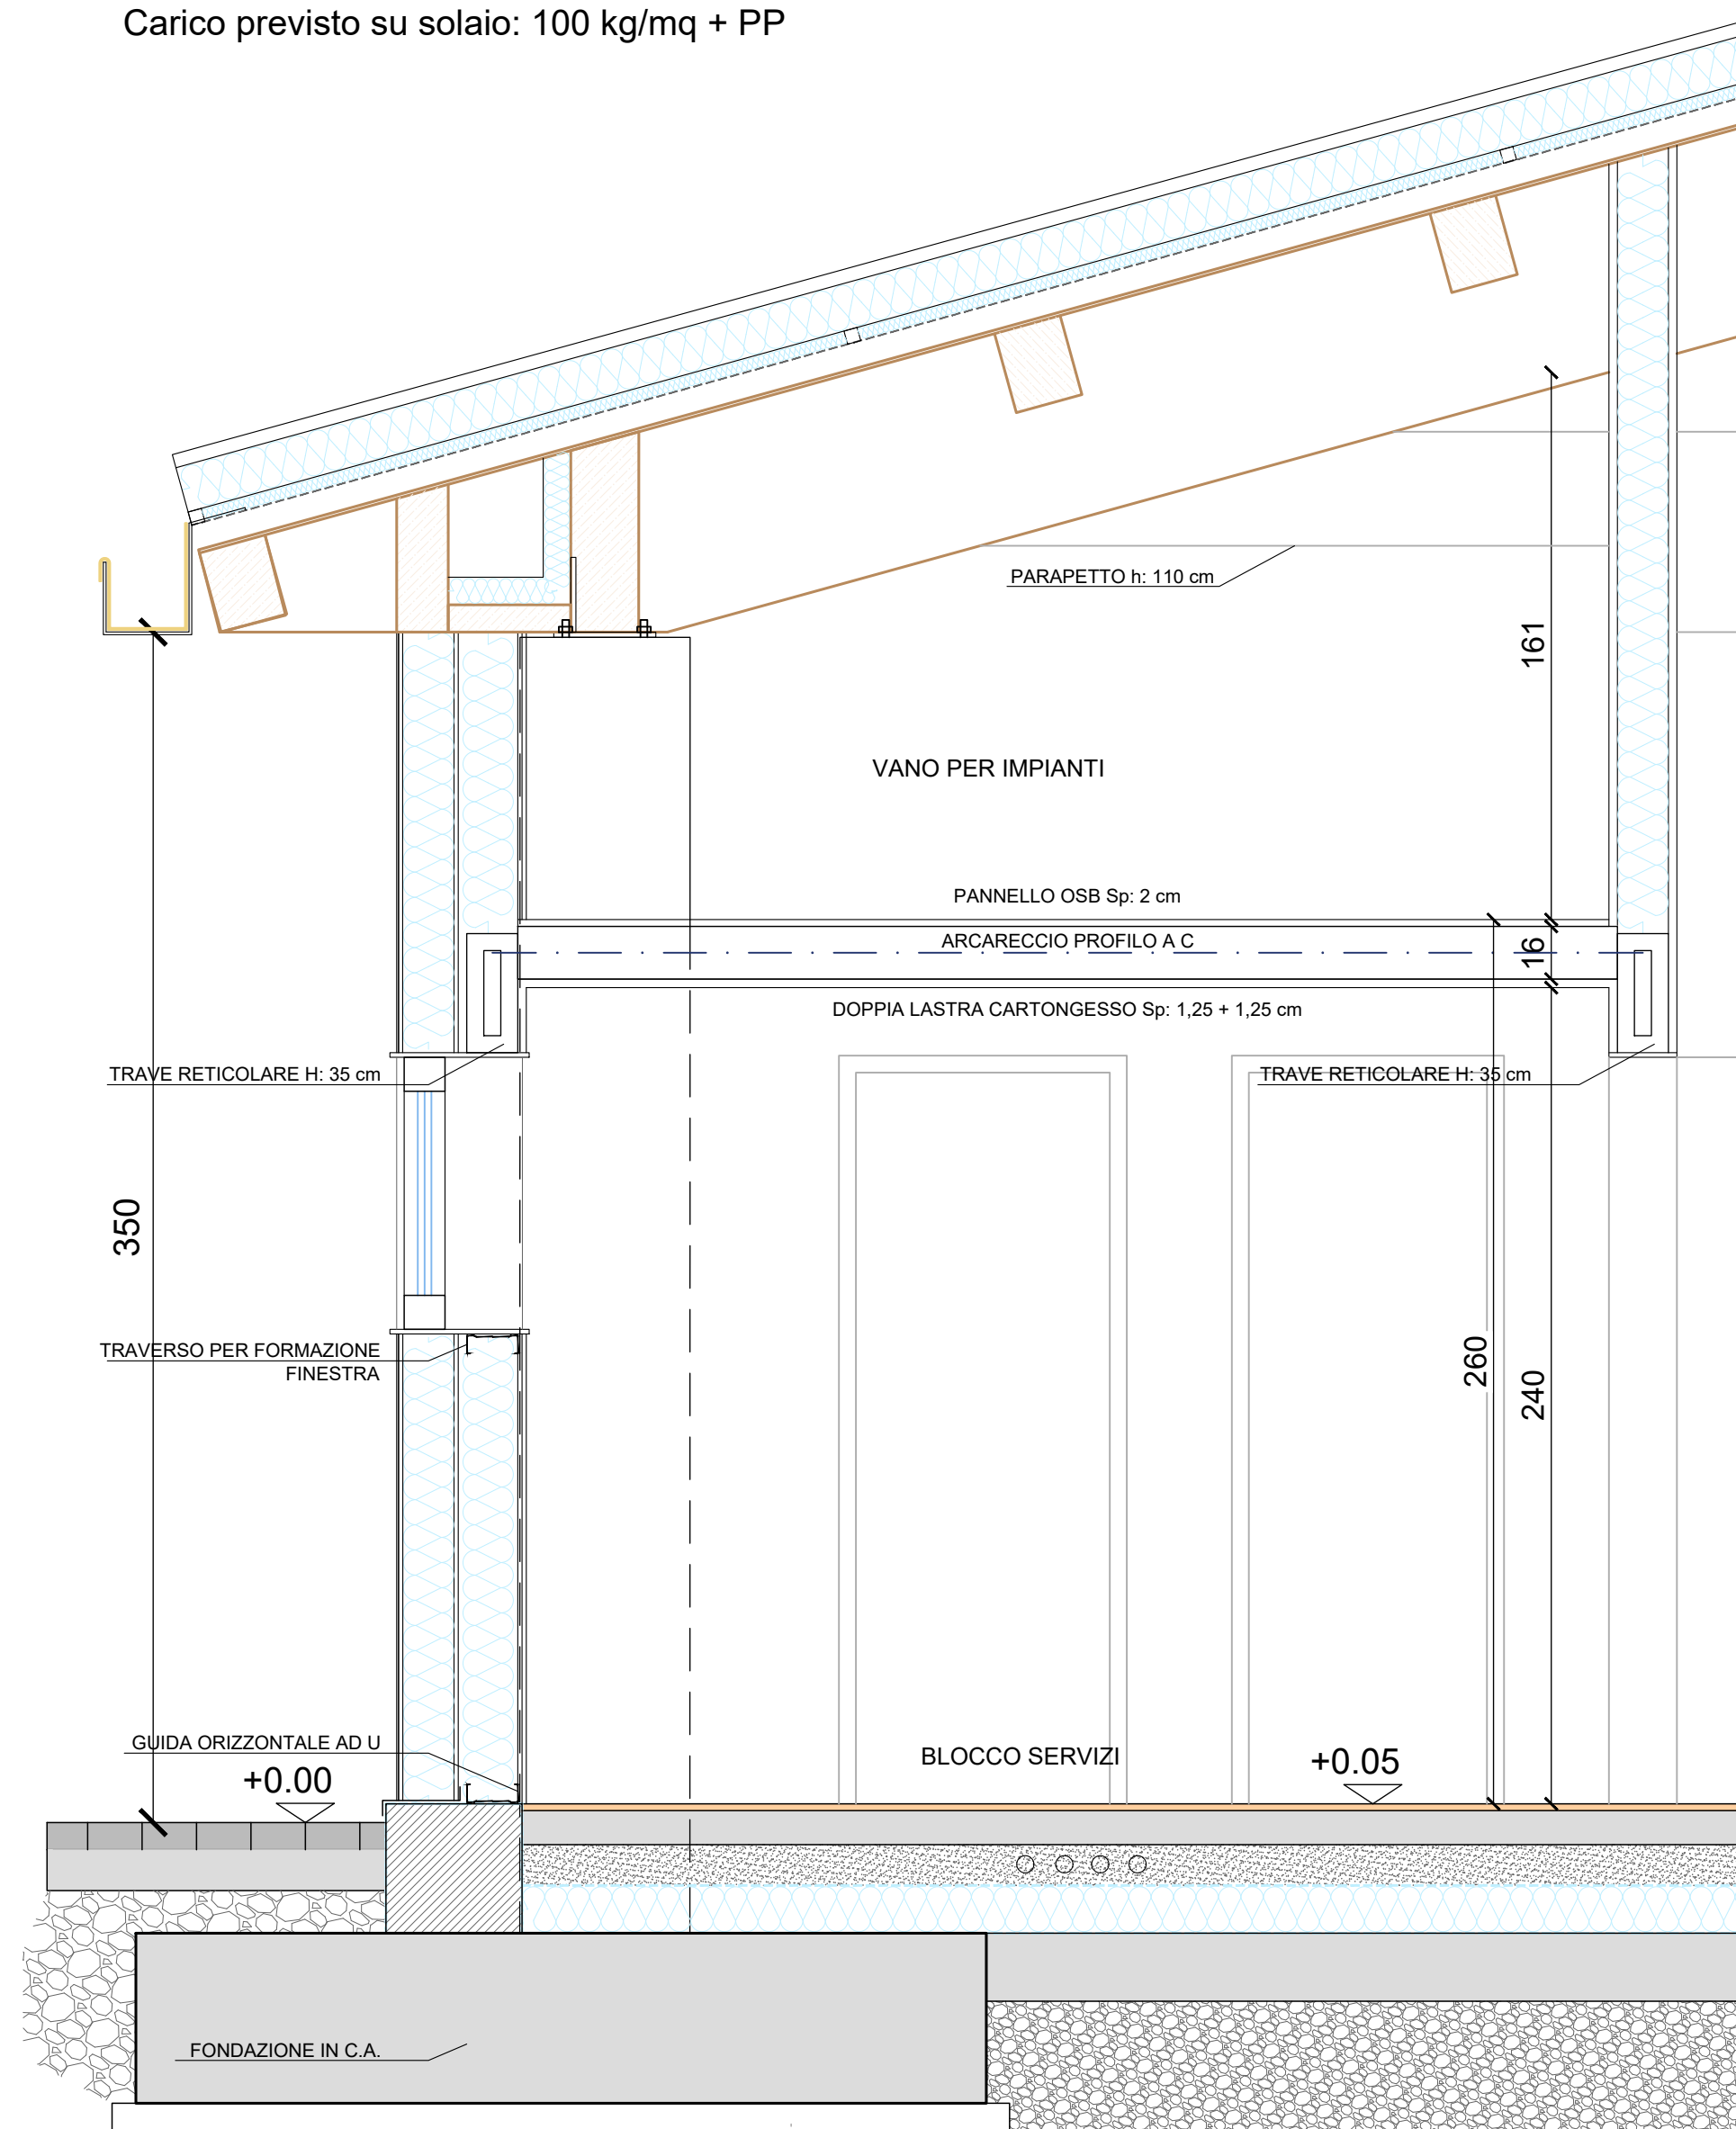 Carico previsto su solaio: 100 kg/mq + PP
PARAPETTO h: 110 cm
161
VANO PER IMPIANTI
PANNELLO OSB Sp: 2 cm
ARCARECCIO PROFILO A C
16
DOPPIA LASTRA CARTONGESSO Sp: 1,25 + 1,25 cm
TRAVE RETICOLARE H: 35 cm
TRAVE RETICOLARE H: 35 cm
350
TRAVERSO PER FORMAZIONE
FINESTRA
260
240
GUIDA ORIZZONTALE AD U
BLOCCO SERVIZI
+0.00
+0.05
FONDAZIONE IN C.A.